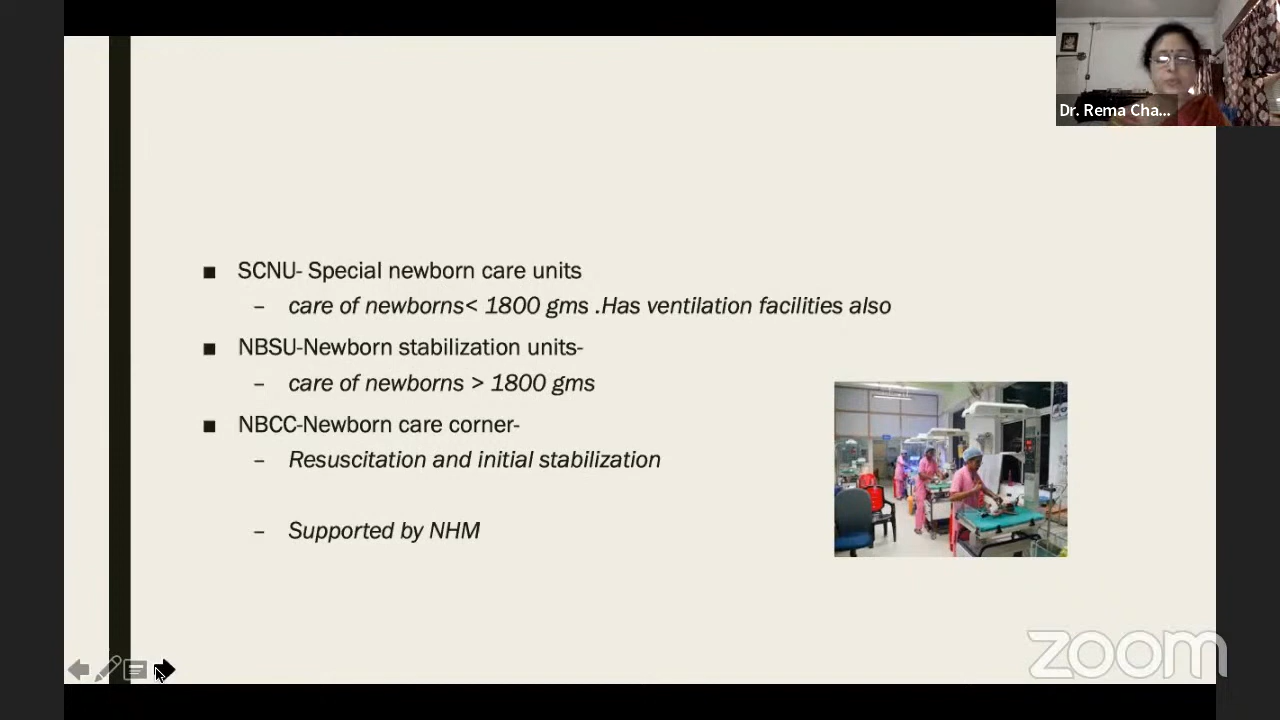 Dr. Rema Cha...
■ SCNU- Special newborn care units
– care of newborns< 1800 gms .Has ventilation facilities also
■ NBSU-Newborn stabilization units-
– care of newborns > 1800 gms
■ NBCC-Newborn care corner-
– Resuscitation and initial stabilization
– Supported by NHM
zoom